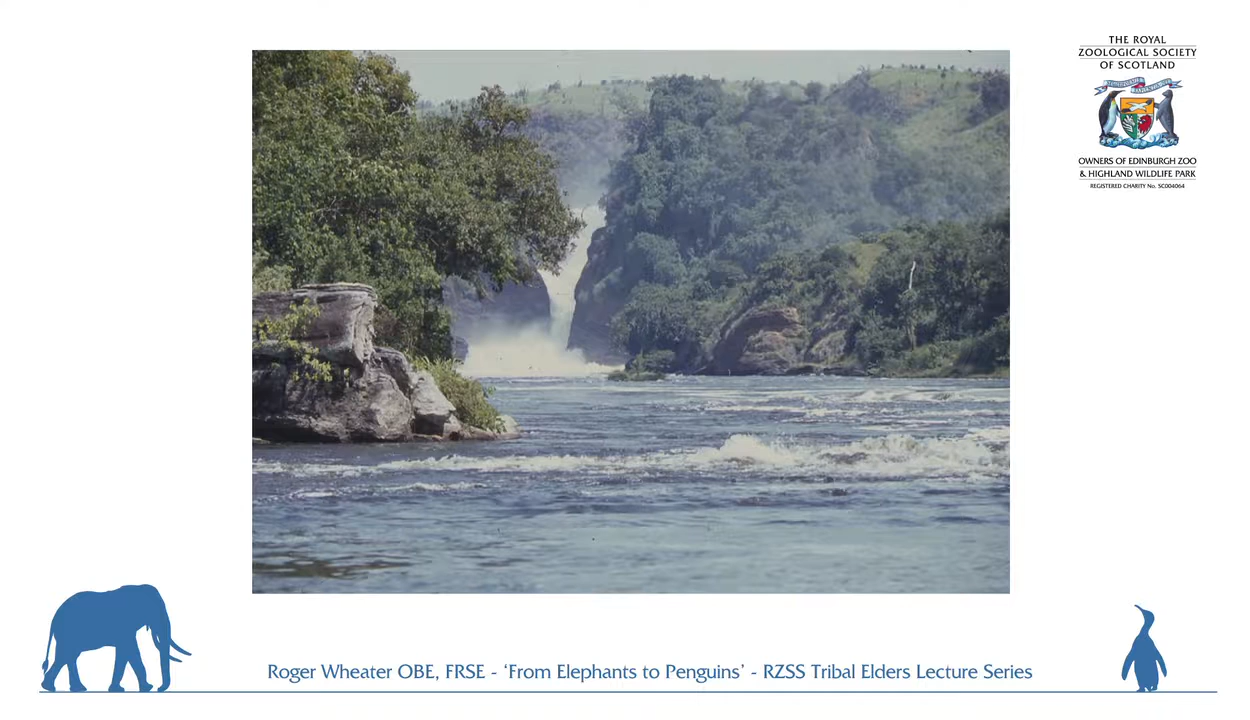 THE ROYAL
ZOOLOGICAL SOCIETY
OF SCOTLAND
OWNERS OF EDINBURGH ZOO
& HIGHLAND WILDLIFE PARK
REGISTERED CHARITY No. SC004064
Roger Wheater OBE, FRSE - ‘From Elephants to Penguins’ - RZSS Tribal Elders Lecture Series